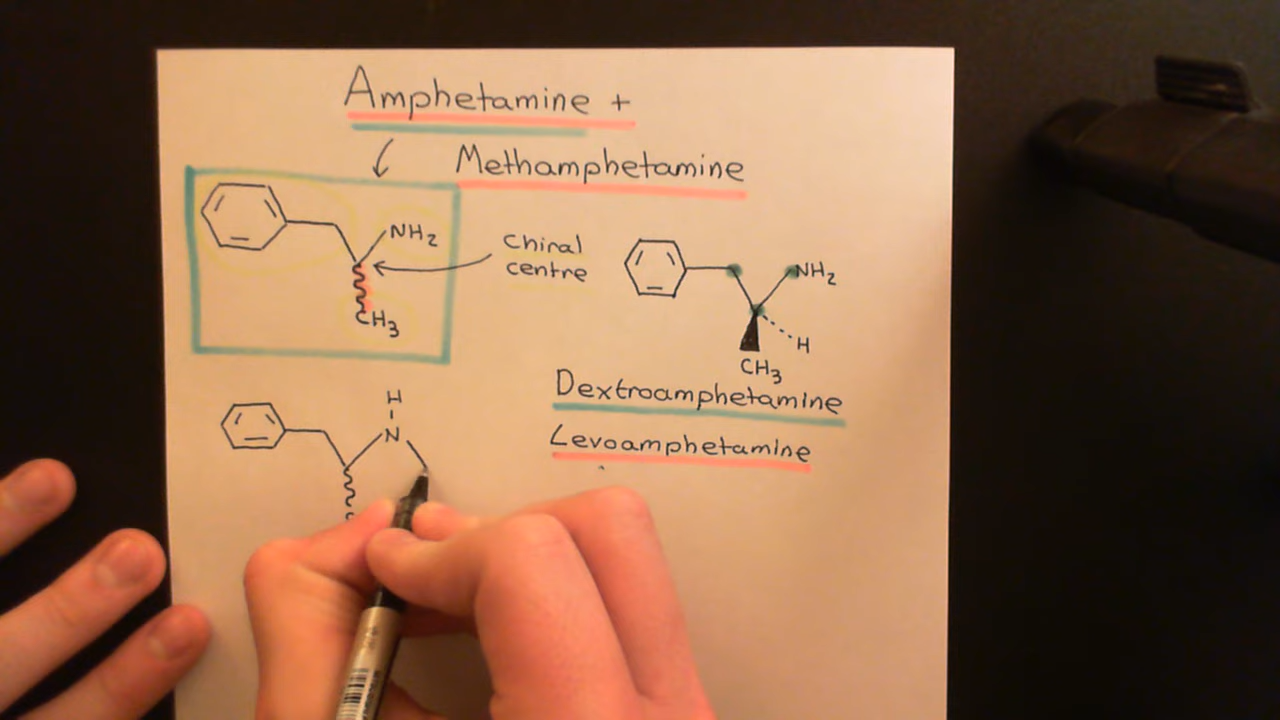 Amphetamine +
Methamphetamine
NH2
CH3
Chiral
centre
NH2
H
CH3
Dextroamphetamine
Levoamphetamine
H
N